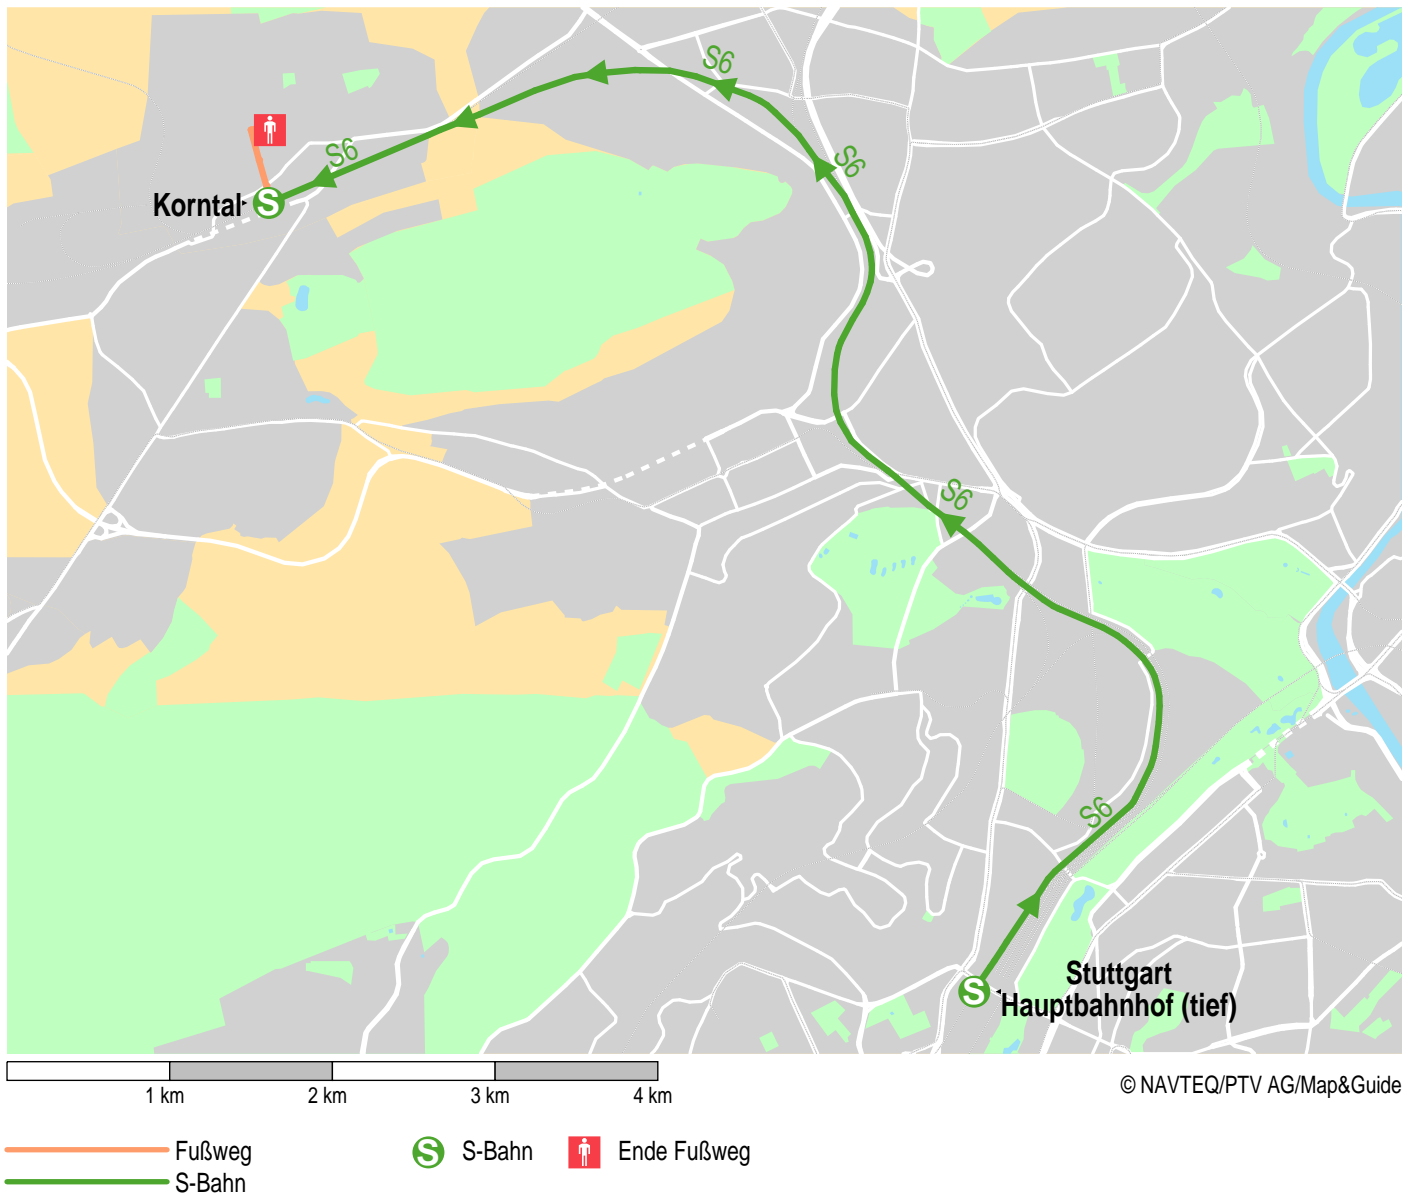 S6
S6
S6
Korntal
S
S6
S6
Stuttgart
S
Hauptbahnhof (tief)
1 km
2 km
3 km
4 km
© NAVTEQ/PTV AG/Map&Guide
Fußweg
S
S-Bahn
Ende Fußweg
S-Bahn